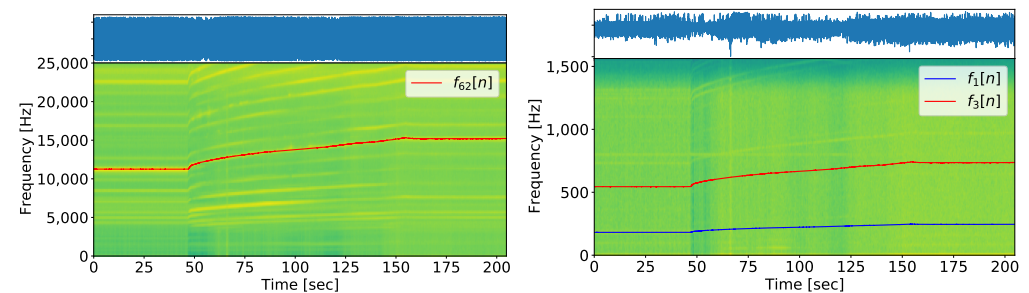 25,000
20,000
15,000
10,000
5,000
0
Frequency [Hz]
f62[n]
0 25 50 75 100 125 150 175 200
Time [sec]
1,500
1,000
500
0
Frequency [Hz]
f1[n]
f3[n]
0 25 50 75 100 125 150 175 200
Time [sec]